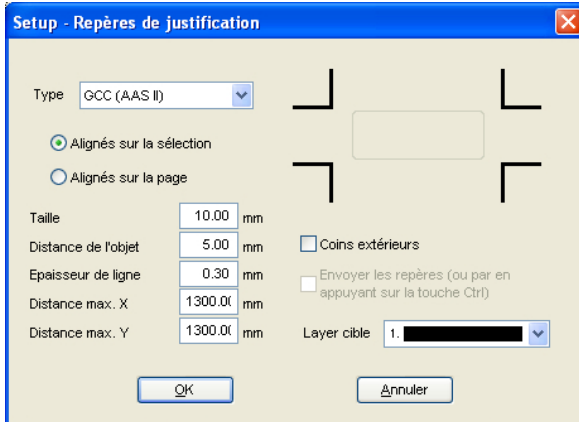 Setup - Repères de justification
Type GCC (AAS II)
Alignés sur la sélection
Alignés sur la page
Taille 10.00 mm
Distance de l'objet 5.00 mm
Epaisseur de ligne 0.30 mm
Distance max. X 1300.0( mm
Distance max. Y 1300.0( mm
Coins extérieurs
Envoyer les repères (ou par en
appuyant sur la touche Ctrl)
Layer cible 1.
OK
Annuler